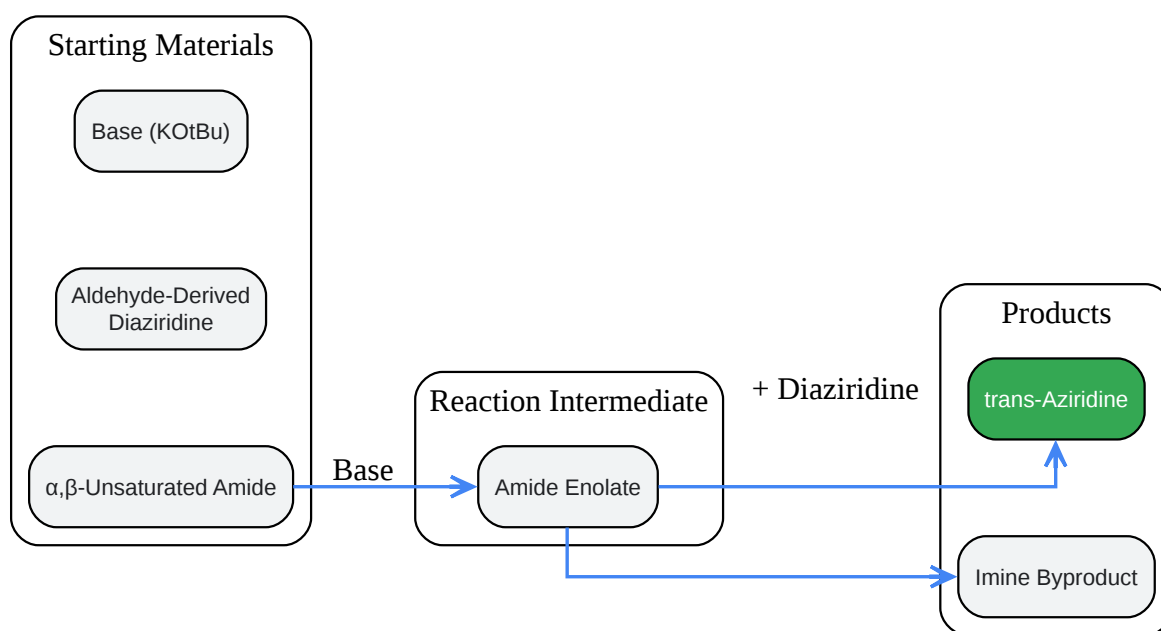 Starting Materials
Base (KOtBu)
Aldehyde-Derived
Diaziridine
α,β-Unsaturated Amide
Base
Reaction Intermediate
Amide Enolate
+ Diaziridine
Products
trans-Aziridine
Imine Byproduct